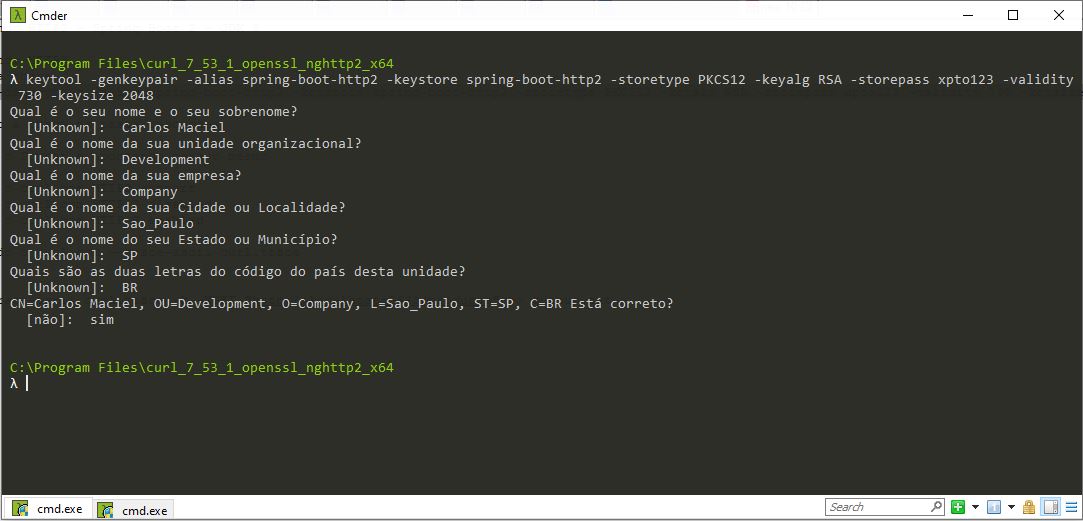 Cmder
C:\Program Files\curl_7_53_1_openssl_nghttp2_x64
λ keytool -genkeypair -alias spring-boot-http2 -keystore spring-boot-http2 -storetype PKCS12 -keyalg RSA -storepass xpto123 -validity
730 -keysize 2048
Qual é o seu nome e o seu sobrenome?
[Unknown]:  Carlos Maciel
Qual é o nome da sua unidade organizacional?
[Unknown]:  Development
Qual é o nome da sua empresa?
[Unknown]:  Company
Qual é o nome da sua Cidade ou Localidade?
[Unknown]:  Sao_Paulo
Qual é o nome do seu Estado ou Município?
[Unknown]:  SP
Quais são as duas letras do código do país desta unidade?
[Unknown]:  BR
CN=Carlos Maciel, OU=Development, O=Company, L=Sao_Paulo, ST=SP, C=BR Está correto?
[não]:  sim
C:\Program Files\curl_7_53_1_openssl_nghttp2_x64
λ
cmd.exe cmd.exe Search